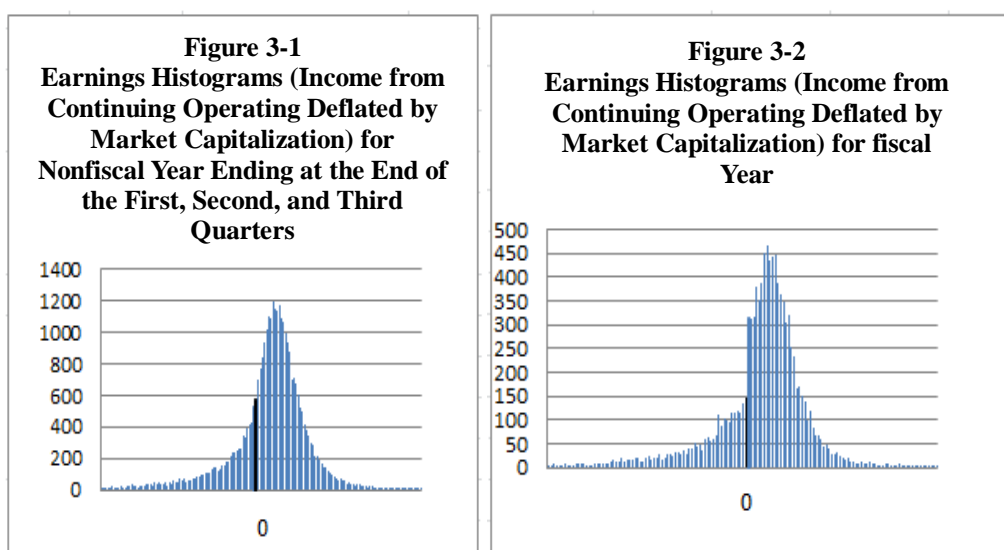 Figure 3-1
Earnings Histograms (Income from
Continuing Operating Deflated by
Market Capitalization) for
Nonfiscal Year Ending at the End of
the First, Second, and Third
Quarters
1400
1200
1000
800
600
400
200
0
0
Figure 3-2
Earnings Histograms (Income from
Continuing Operating Deflated by
Market Capitalization) for fiscal
Year
500
450
400
350
300
250
200
150
100
50
0
0